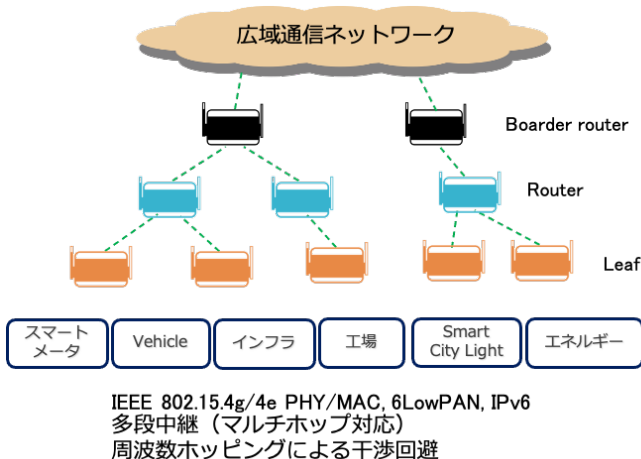 広域通信ネットワーク
Boarder router
Router
Leaf
スマート
メータ
Vehicle
インフラ
工場
Smart
City Light
エネルギー
IEEE 802.15.4g/4e PHY/MAC, 6LowPAN, IPv6
多段中継（マルチホップ対応）
周波数ホッピングによる干渉回避